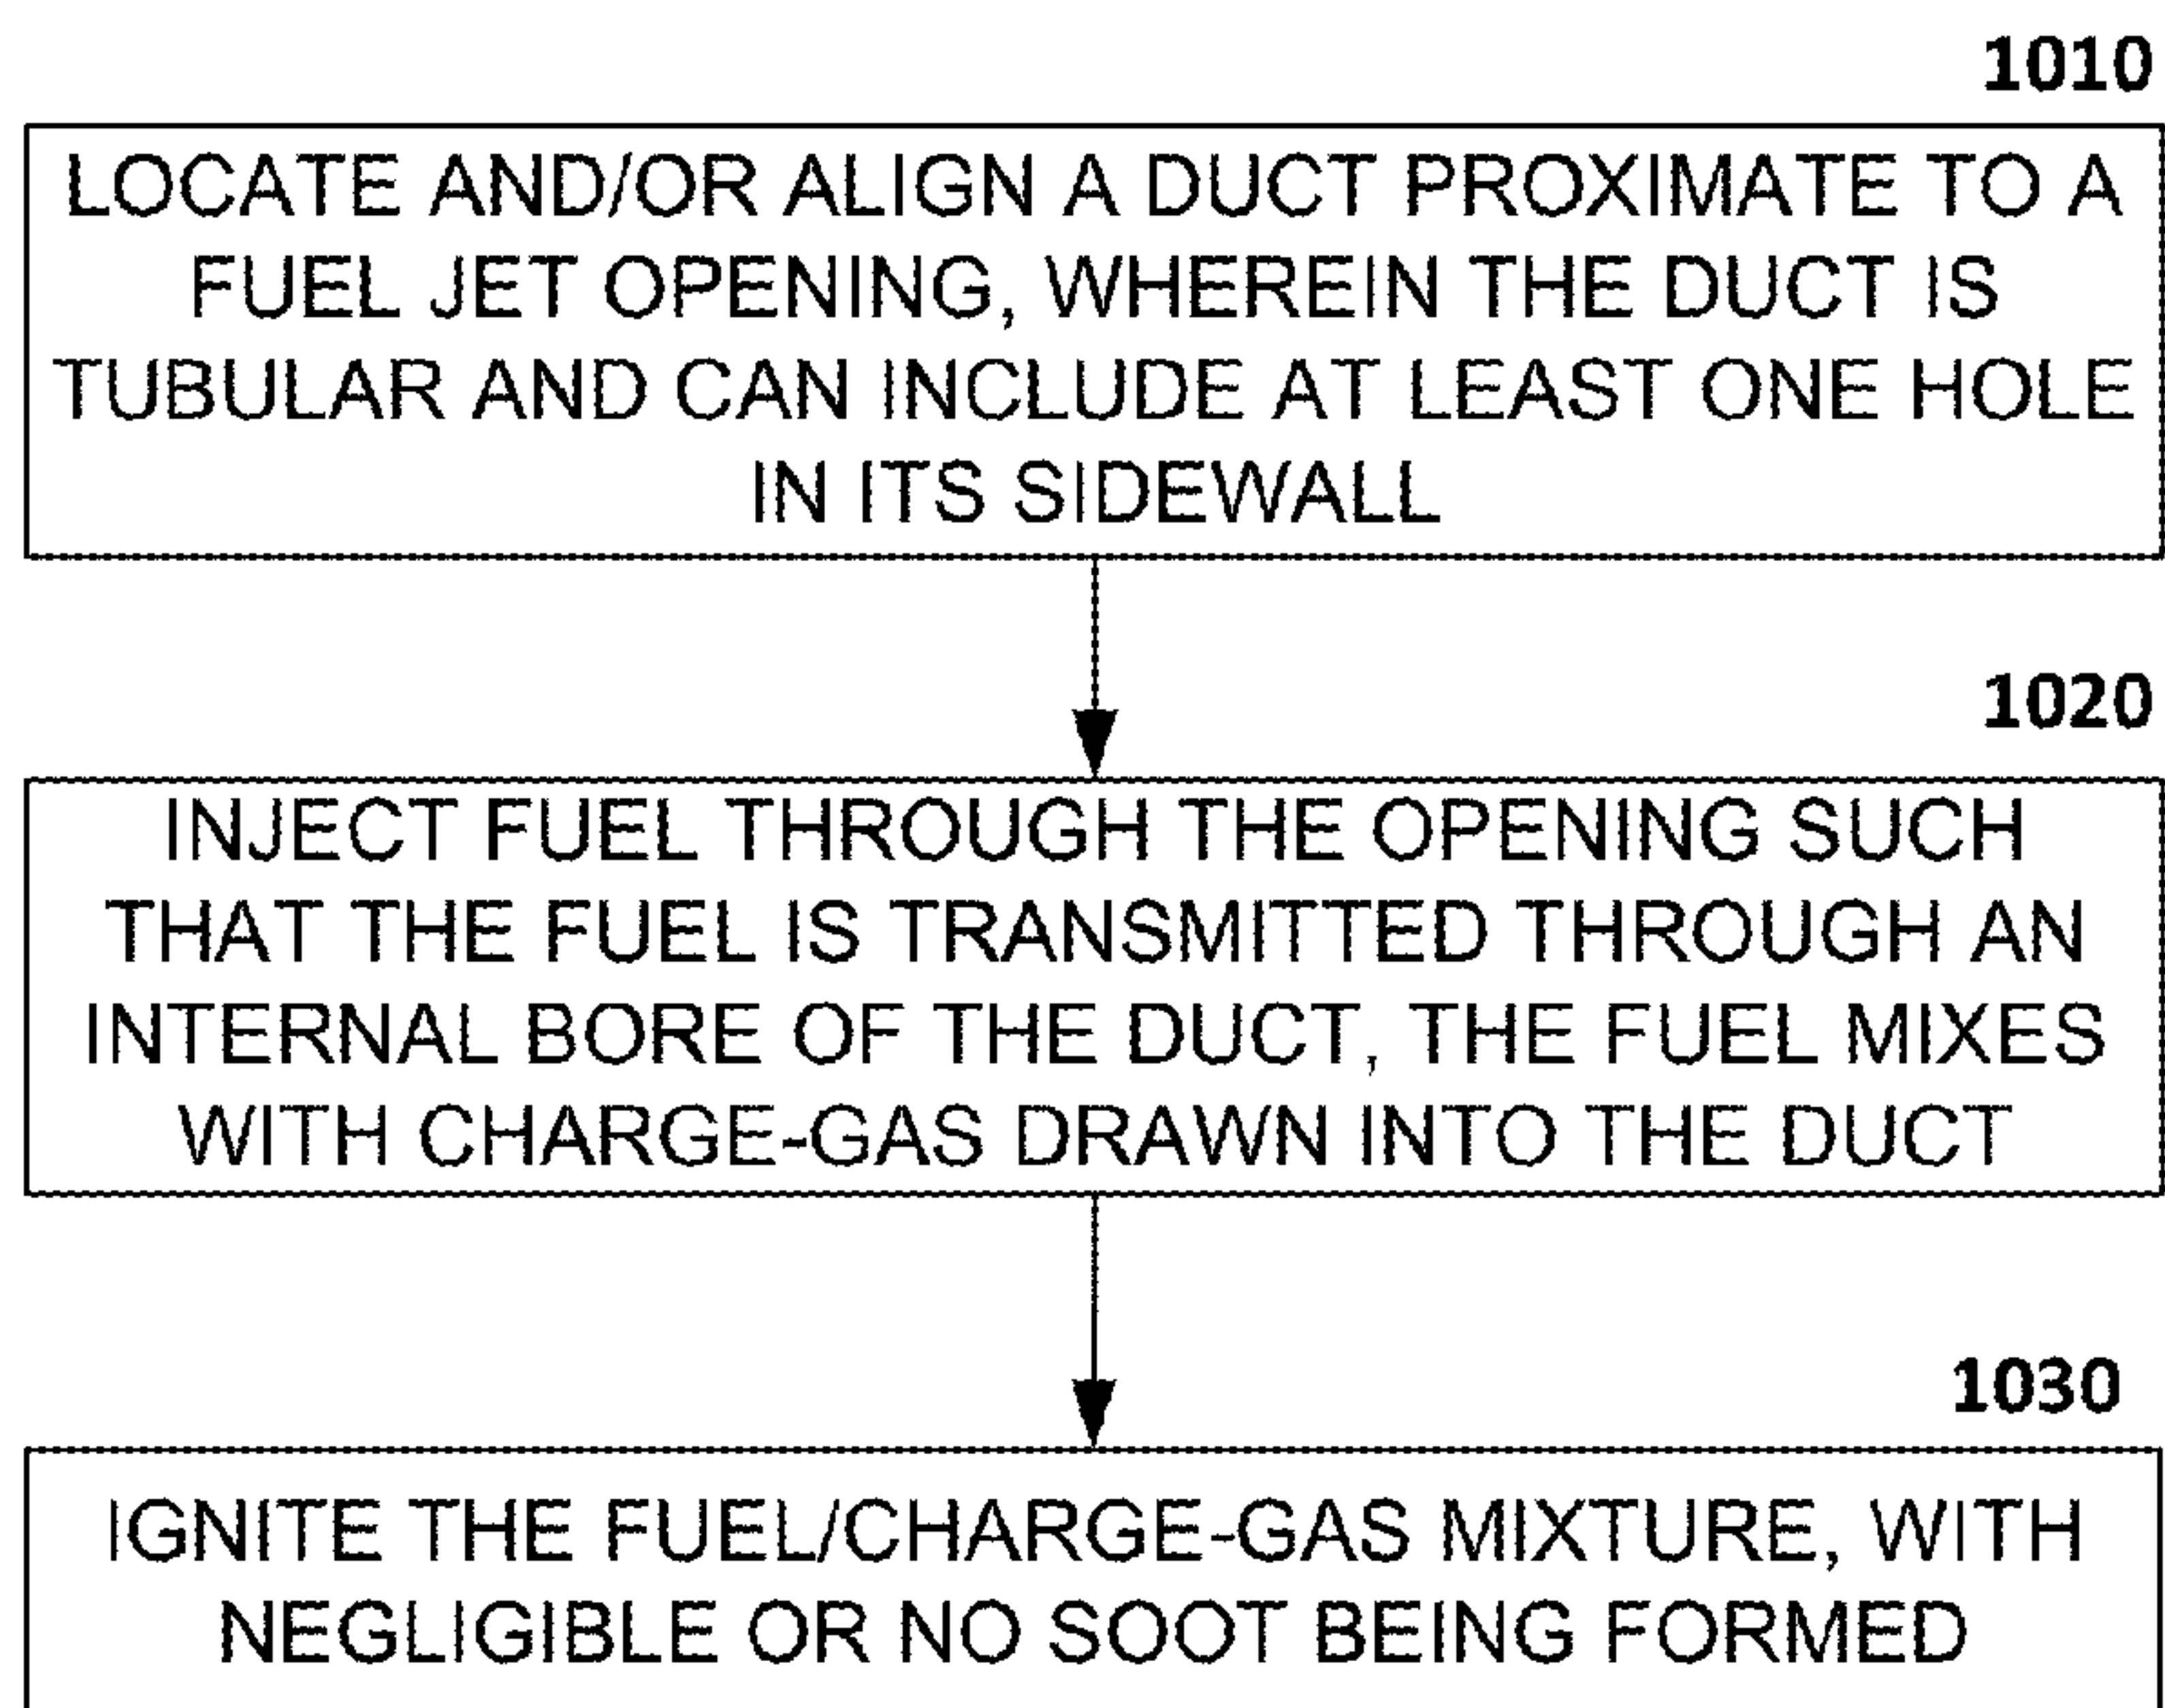 1010
LOCATE AND/OR ALIGN A DUCT PROXIMATE TO A
FUEL JET OPENING, WHEREIN THE DUCT IS
TUBULAR AND CAN INCLUDE AT LEAST ONE HOLE
IN ITS SIDEWALL
1020
INJECT FUEL THROUGH THE OPENING SUCH
THAT THE FUEL IS TRANSMITTED THROUGH AN
INTERNAL BORE OF THE DUCT, THE FUEL MIXES
WITH CHARGE-GAS DRAWN INTO THE DUCT
1030
IGNITE THE FUEL/CHARGE-GAS MIXTURE, WITH
NEGLIGIBLE OR NO SOOT BEING FORMED